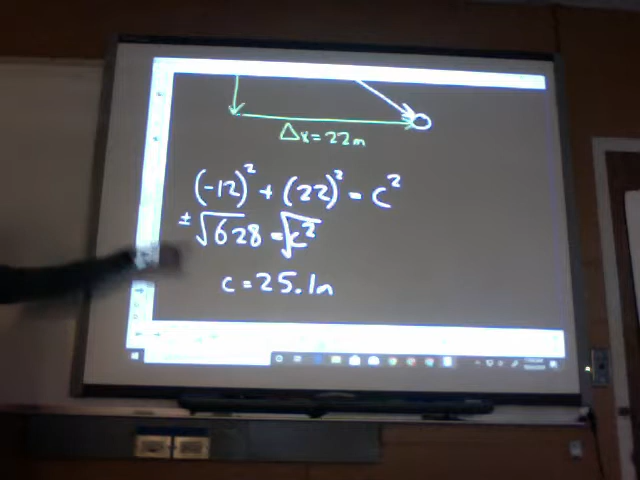 Δx = 22m
(-12)² + (22)² = c²
±√628 = √c²
c = 25.1m